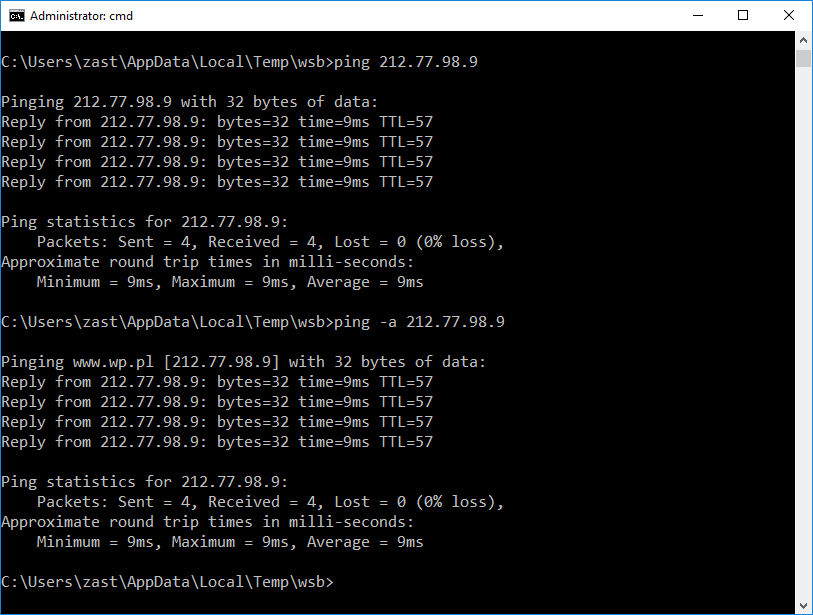 Administrator: cmd
C:\Users\zast\AppData\Local\Temp\wsb>ping 212.77.98.9
Pinging 212.77.98.9 with 32 bytes of data:
Reply from 212.77.98.9: bytes=32 time=9ms TTL=57
Reply from 212.77.98.9: bytes=32 time=9ms TTL=57
Reply from 212.77.98.9: bytes=32 time=9ms TTL=57
Reply from 212.77.98.9: bytes=32 time=9ms TTL=57
Ping statistics for 212.77.98.9:
    Packets: Sent = 4, Received = 4, Lost = 0 (0% loss),
Approximate round trip times in milli-seconds:
    Minimum = 9ms, Maximum = 9ms, Average = 9ms
C:\Users\zast\AppData\Local\Temp\wsb>ping -a 212.77.98.9
Pinging www.wp.pl [212.77.98.9] with 32 bytes of data:
Reply from 212.77.98.9: bytes=32 time=9ms TTL=57
Reply from 212.77.98.9: bytes=32 time=9ms TTL=57
Reply from 212.77.98.9: bytes=32 time=9ms TTL=57
Reply from 212.77.98.9: bytes=32 time=9ms TTL=57
Ping statistics for 212.77.98.9:
    Packets: Sent = 4, Received = 4, Lost = 0 (0% loss),
Approximate round trip times in milli-seconds:
    Minimum = 9ms, Maximum = 9ms, Average = 9ms
C:\Users\zast\AppData\Local\Temp\wsb>